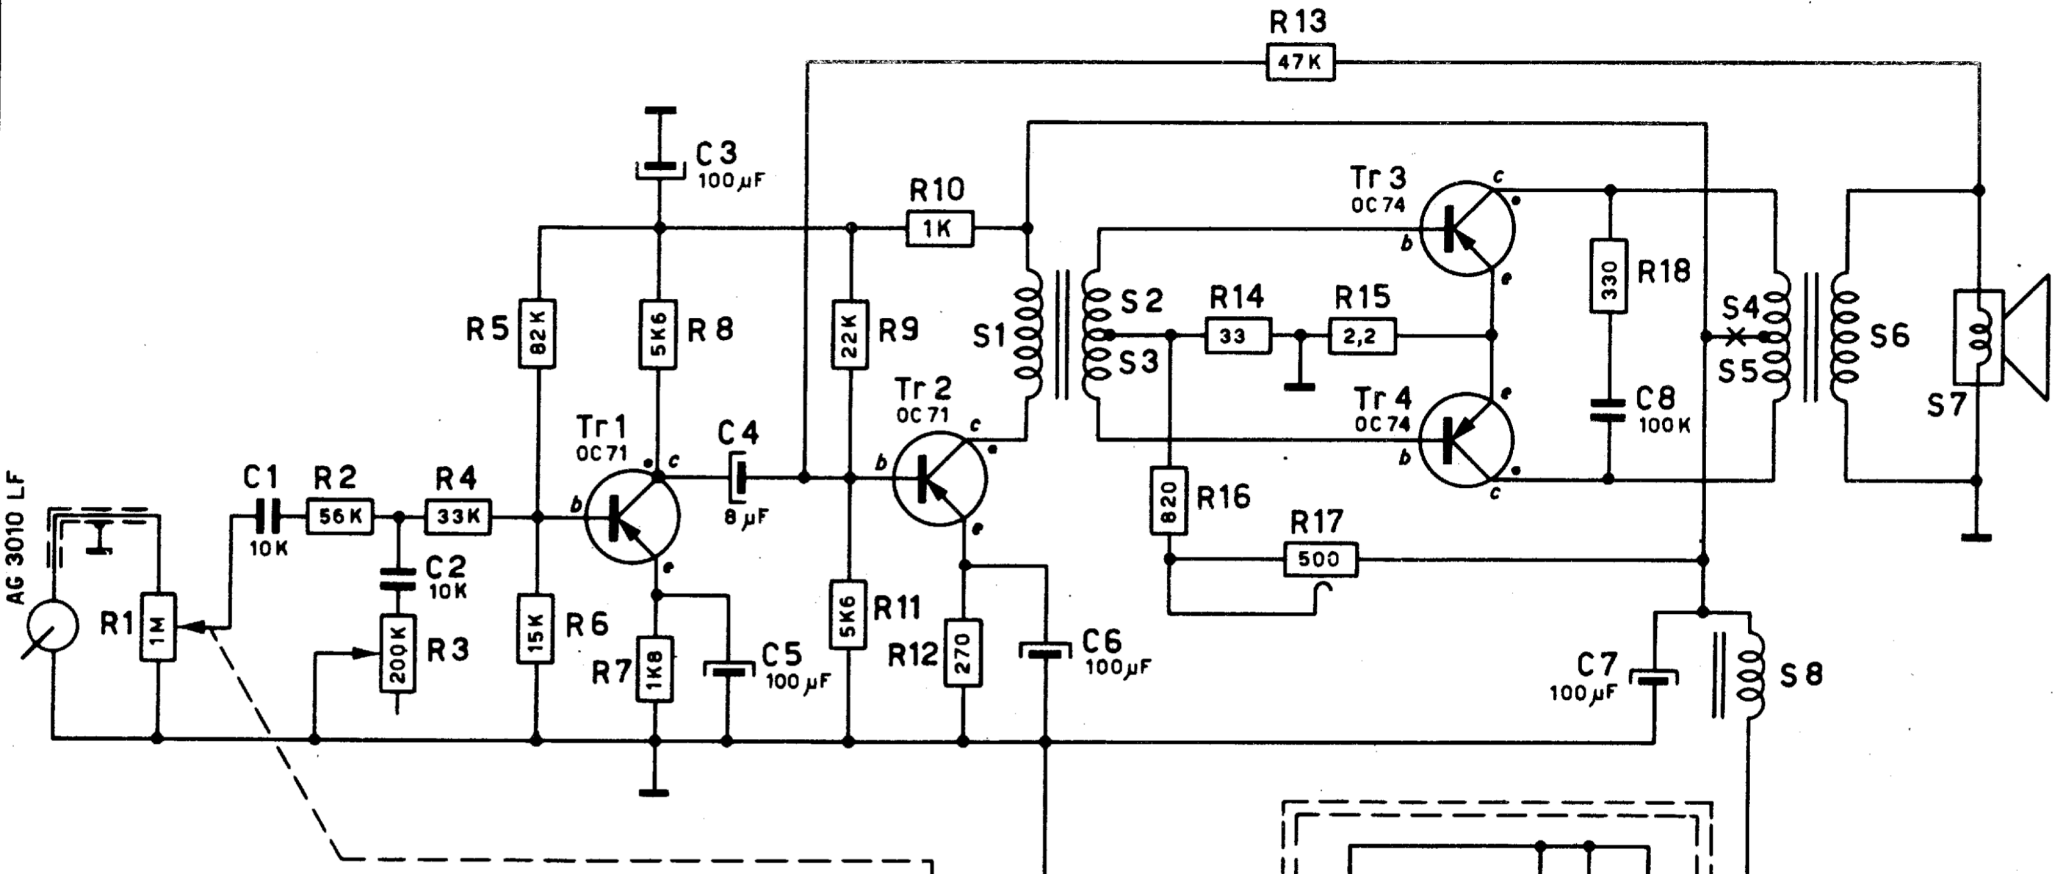 R13
47K
C3
100µF
R10
1K
Tr3
OC74
c
b
e
R5
82K
R8
5K6
R9
22K
S1
S2
S3
R14
33
R15
2,2
R18
330
S4
S5
S6
S7
Tr1
OC71
c
b
e
C4
8µF
Tr2
OC71
c
b
e
Tr4
OC74
e
b
c
C8
100K
AG 3010 LF
R1
1M
C1
10K
R2
56K
R4
33K
C2
10K
R3
200K
R6
15K
R7
1K8
C5
100µF
R11
5K6
R12
270
C6
100µF
R16
820
R17
500
C7
100µF
S8